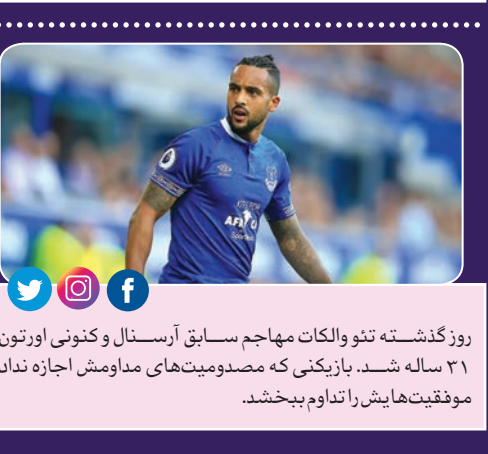 روز گذشته تئو والکات مهاجم سابق آرسنال و کنونی اورتون
۳۱ ساله شد. بازیکنی که مصدومیت‌های مداومش اجازه نداد
موفقیت‌هایش را تداوم ببخشد.